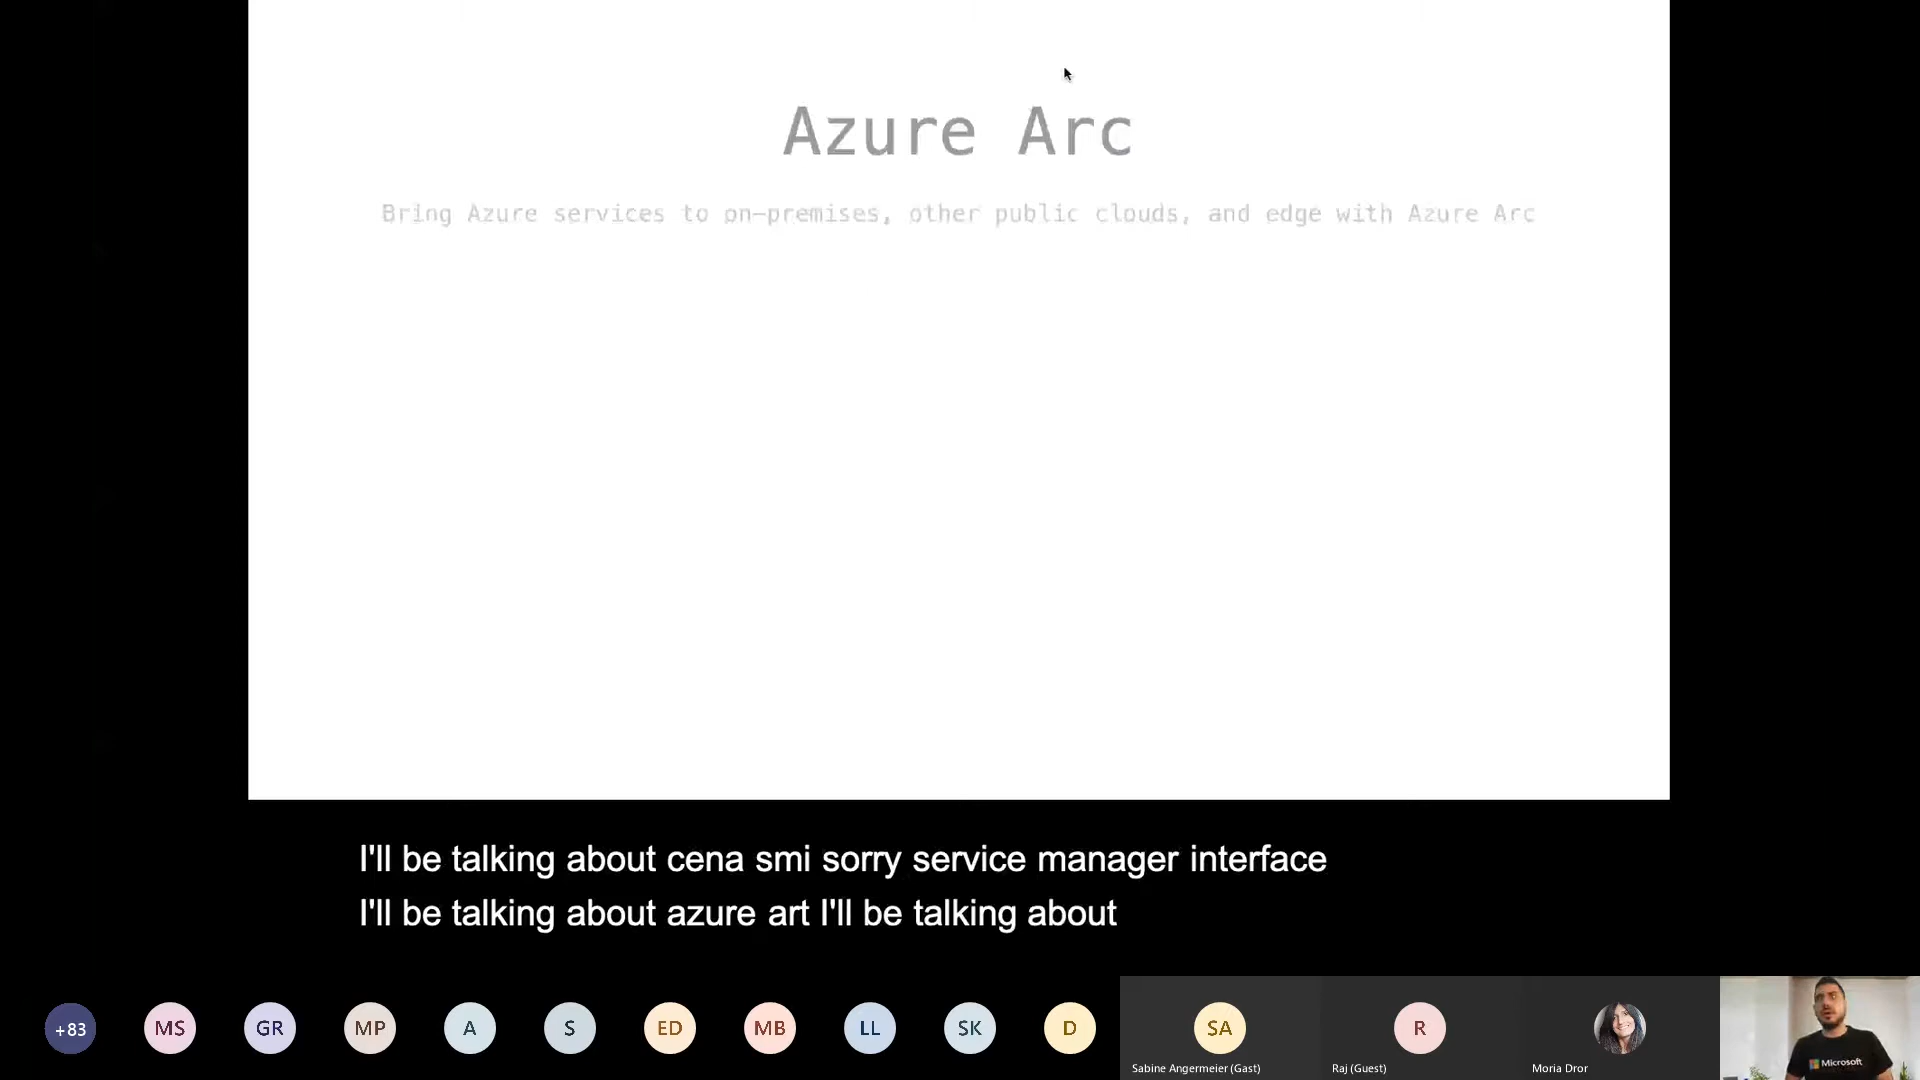 Azure Arc
Bring Azure services to on-premises, other public clouds, and edge with Azure Arc
I'll be talking about cena smi sorry service manager interface
I'll be talking about azure art I'll be talking about
+83
MS
GR
MP
A
S
ED
MB
LL
SK
D
SA
R
Sabine Angermeier (Gast)
Raj (Guest)
Moria Dror
Microsoft